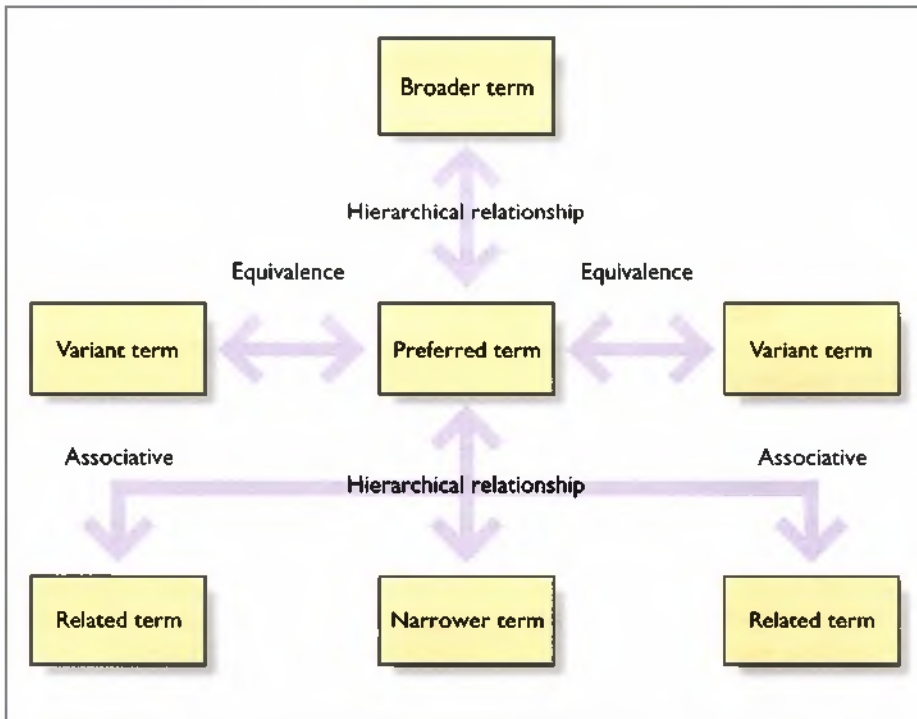 Broader term
Hierarchical relationship
Equivalence
Equivalence
Variant term
Preferred term
Variant term
Associative
Associative
Hierarchical relationship
Related term
Narrower term
Related term